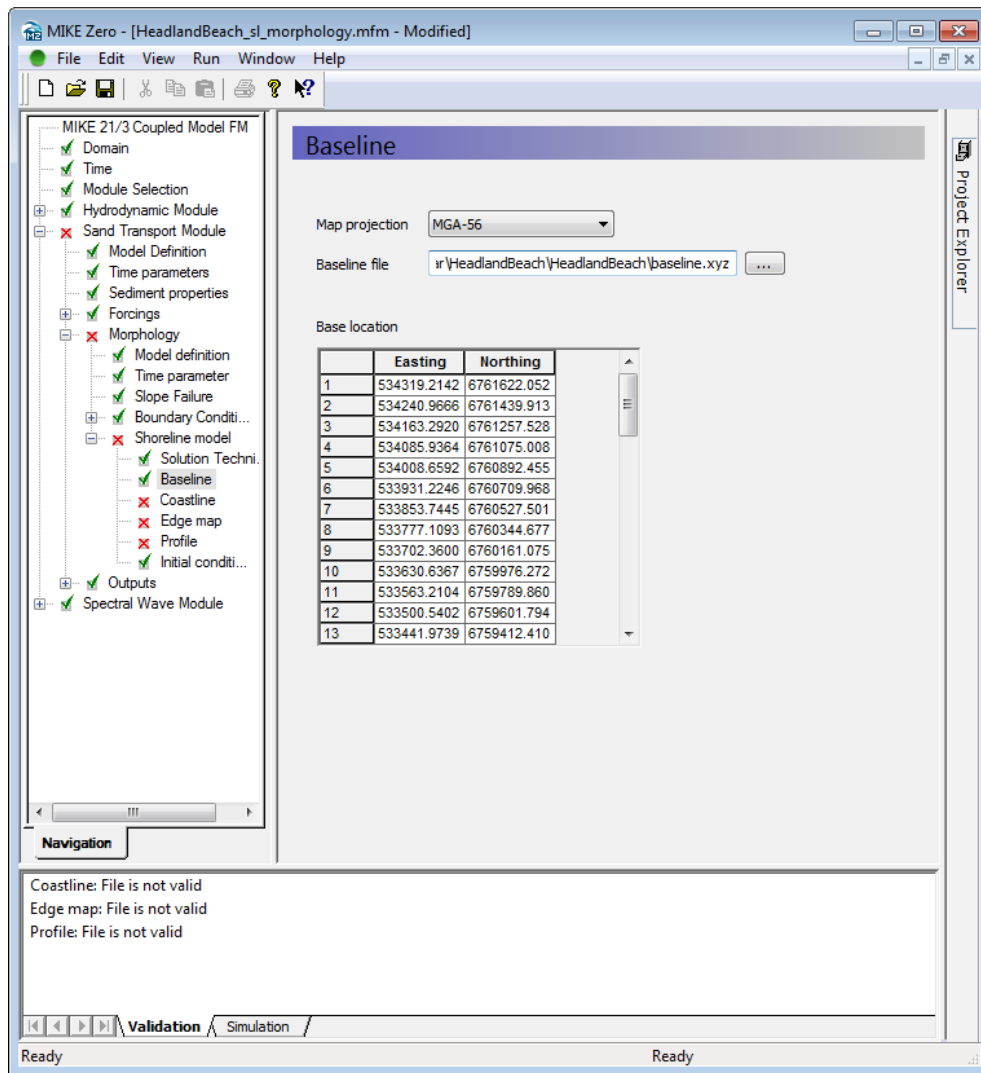 MIKE Zero - [HeadlandBeach_sl_morphology.mfm - Modified]
File Edit View Run Window Help
MIKE 21/3 Coupled Model FM
Domain
Time
Module Selection
Hydrodynamic Module
Sand Transport Module
Model Definition
Time parameters
Sediment properties
Forcings
Morphology
Model definition
Time parameter
Slope Failure
Boundary Conditi...
Shoreline model
Solution Techni.
Baseline
Coastline
Edge map
Profile
Initial conditi...
Outputs
Spectral Wave Module
Navigation
Baseline
Map projection MGA-56
Baseline file ar\HeadlandBeach\HeadlandBeach\baseline.xyz ...
Base location
Easting Northing
1 534319.2142 6761622.052
2 534240.9666 6761439.913
3 534163.2920 6761257.528
4 534085.9364 6761075.008
5 534008.6592 6760892.455
6 533931.2246 6760709.968
7 533853.7445 6760527.501
8 533777.1093 6760344.677
9 533702.3600 6760161.075
10 533630.6367 6759976.272
11 533563.2104 6759789.860
12 533500.5402 6759601.794
13 533441.9739 6759412.410
Project Explorer
Coastline: File is not valid
Edge map: File is not valid
Profile: File is not valid
Validation Simulation
Ready Ready